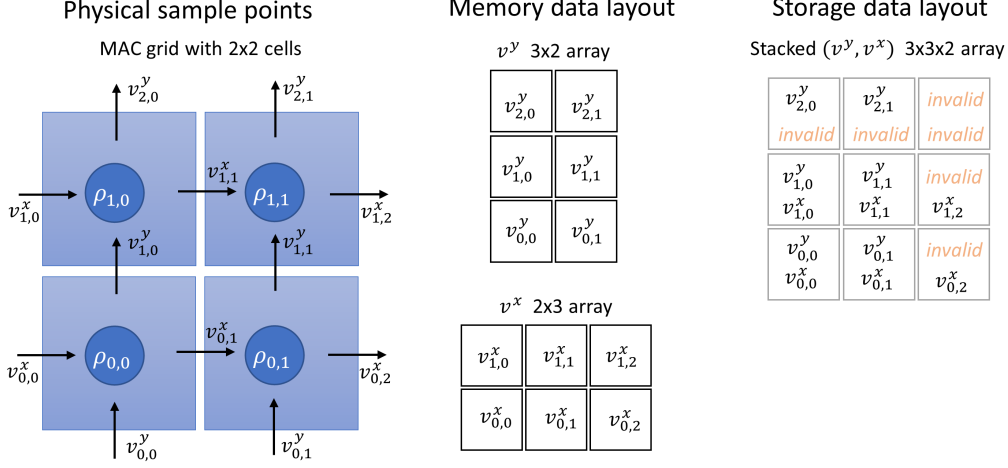 Physical sample points
MAC grid with 2x2 cells
v^y_{2,0} v^y_{2,1}
ρ_{1,0} v^x_{1,1} ρ_{1,1}
v^x_{1,0} v^x_{1,2}
v^y_{1,0} v^y_{1,1}
ρ_{0,0} v^x_{0,1} ρ_{0,1}
v^x_{0,0} v^x_{0,2}
v^y_{0,0} v^y_{0,1}
Memory data layout
v^y 3x2 array
v^y_{2,0} v^y_{2,1}
v^y_{1,0} v^y_{1,1}
v^y_{0,0} v^y_{0,1}
v^x 2x3 array
v^x_{1,0} v^x_{1,1} v^x_{1,2}
v^x_{0,0} v^x_{0,1} v^x_{0,2}
Storage data layout
Stacked (v^y, v^x) 3x3x2 array
v^y_{2,0} v^y_{2,1} invalid
invalid invalid invalid
v^y_{1,0} v^y_{1,1} invalid
v^x_{1,0} v^x_{1,1} v^x_{1,2}
v^y_{0,0} v^y_{0,1} invalid
v^x_{0,0} v^x_{0,1} v^x_{0,2}